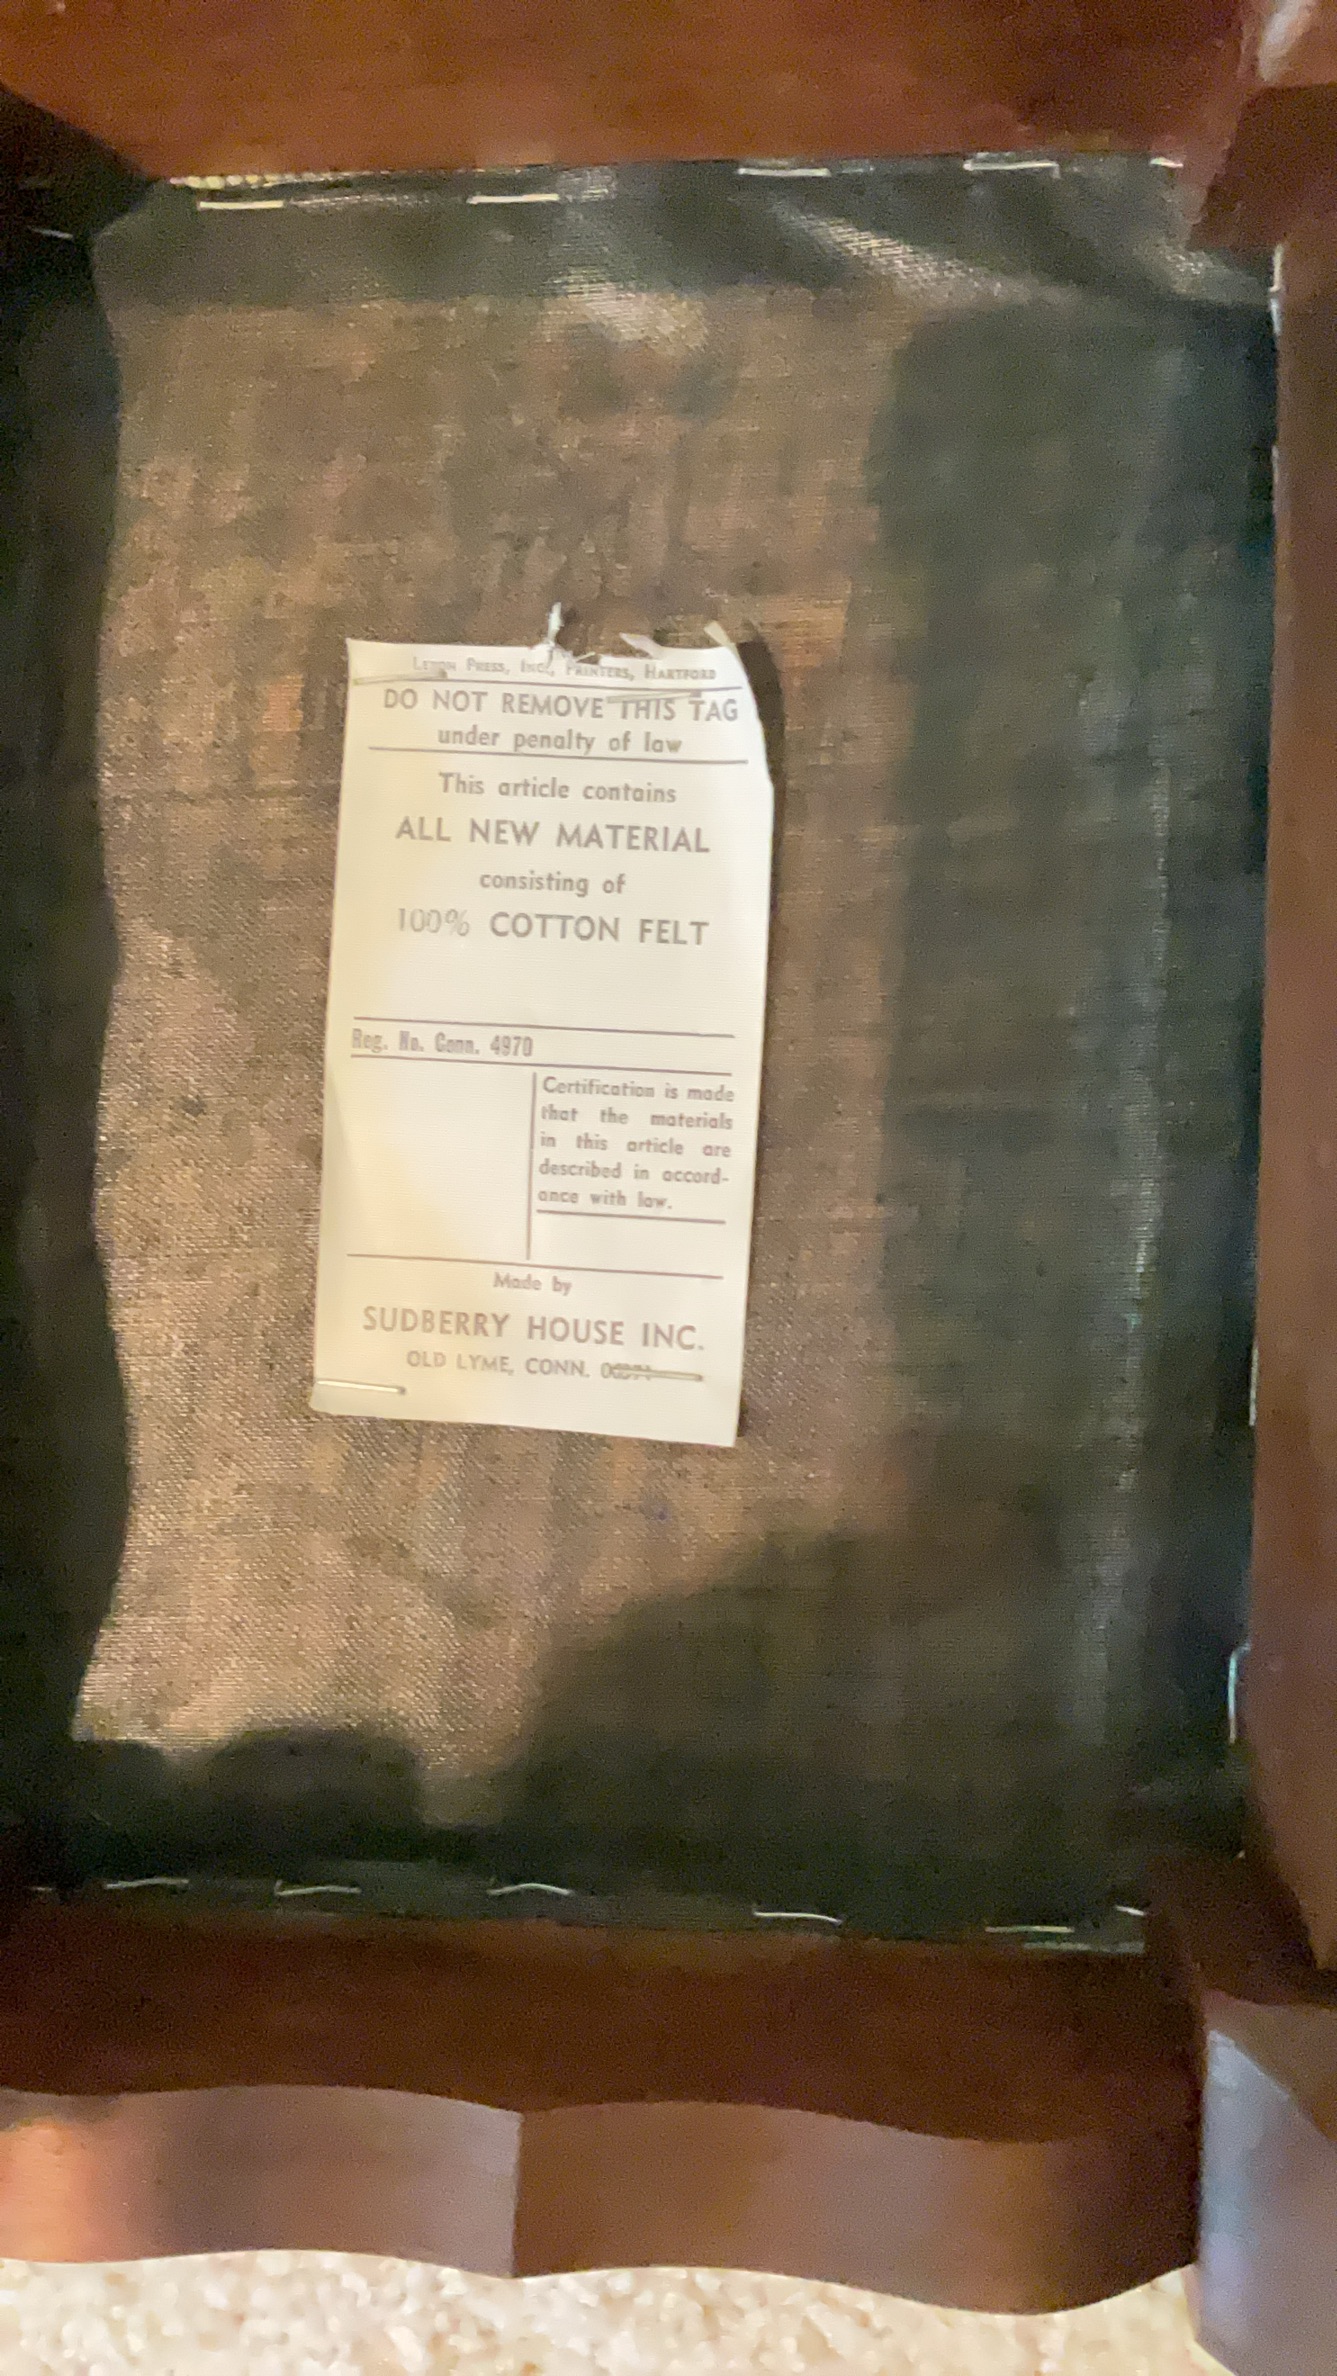 LEYON PRESS, INC., PRINTERS, HARTFORD
DO NOT REMOVE THIS TAG
under penalty of law
This article contains
ALL NEW MATERIAL
consisting of
100% COTTON FELT
Reg. No. Conn. 4970
Certification is made
that the materials
in this article are
described in accord-
ance with law.
Made by
SUDBERRY HOUSE INC.
OLD LYME, CONN.